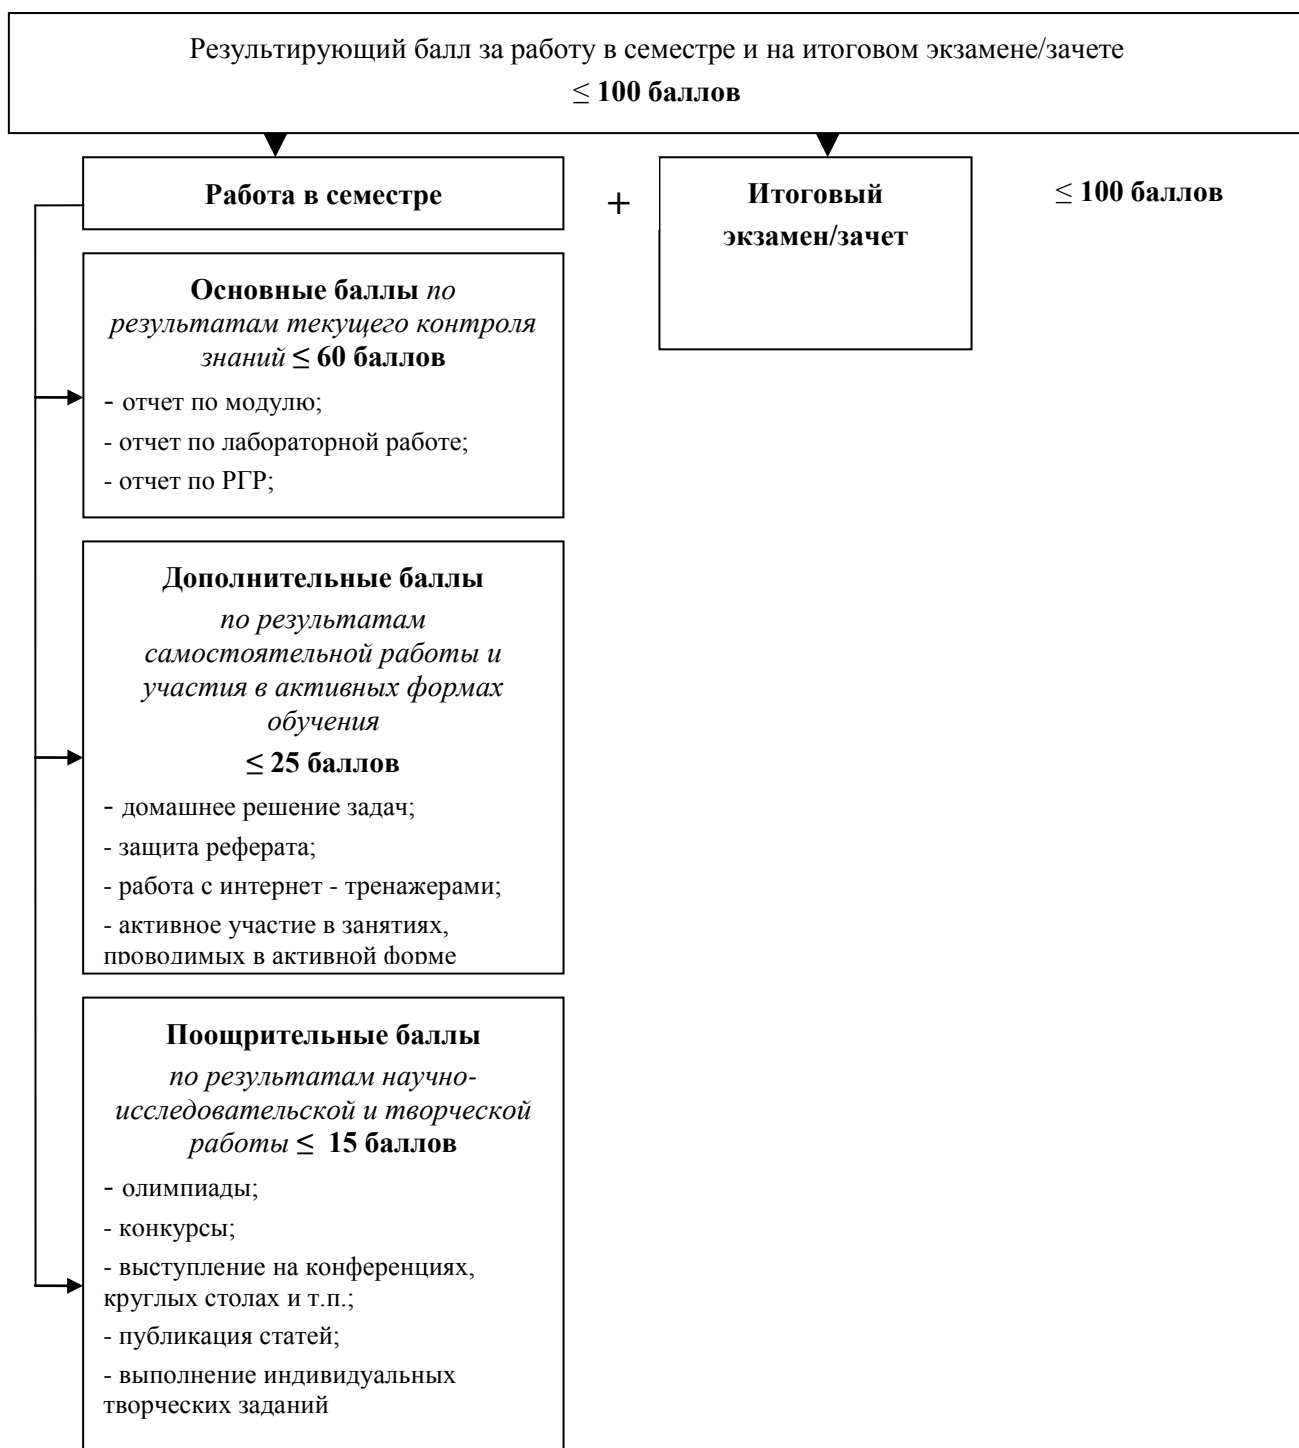 Результирующий балл за работу в семестре и на итоговом экзамене/зачете
≤ 100 баллов
Работа в семестре
+
Итоговый
экзамен/зачет
≤ 100 баллов
Основные баллы по
результатам текущего контроля
знаний ≤ 60 баллов
- отчет по модулю;
- отчет по лабораторной работе;
- отчет по РГР;
Дополнительные баллы
по результатам
самостоятельной работы и
участия в активных формах
обучения
≤ 25 баллов
- домашнее решение задач;
- защита реферата;
- работа с интернет - тренажерами;
- активное участие в занятиях,
проводимых в активной форме
Поощрительные баллы
по результатам научно-
исследовательской и творческой
работы ≤ 15 баллов
- олимпиады;
- конкурсы;
- выступление на конференциях,
круглых столах и т.п.;
- публикация статей;
- выполнение индивидуальных
творческих заданий